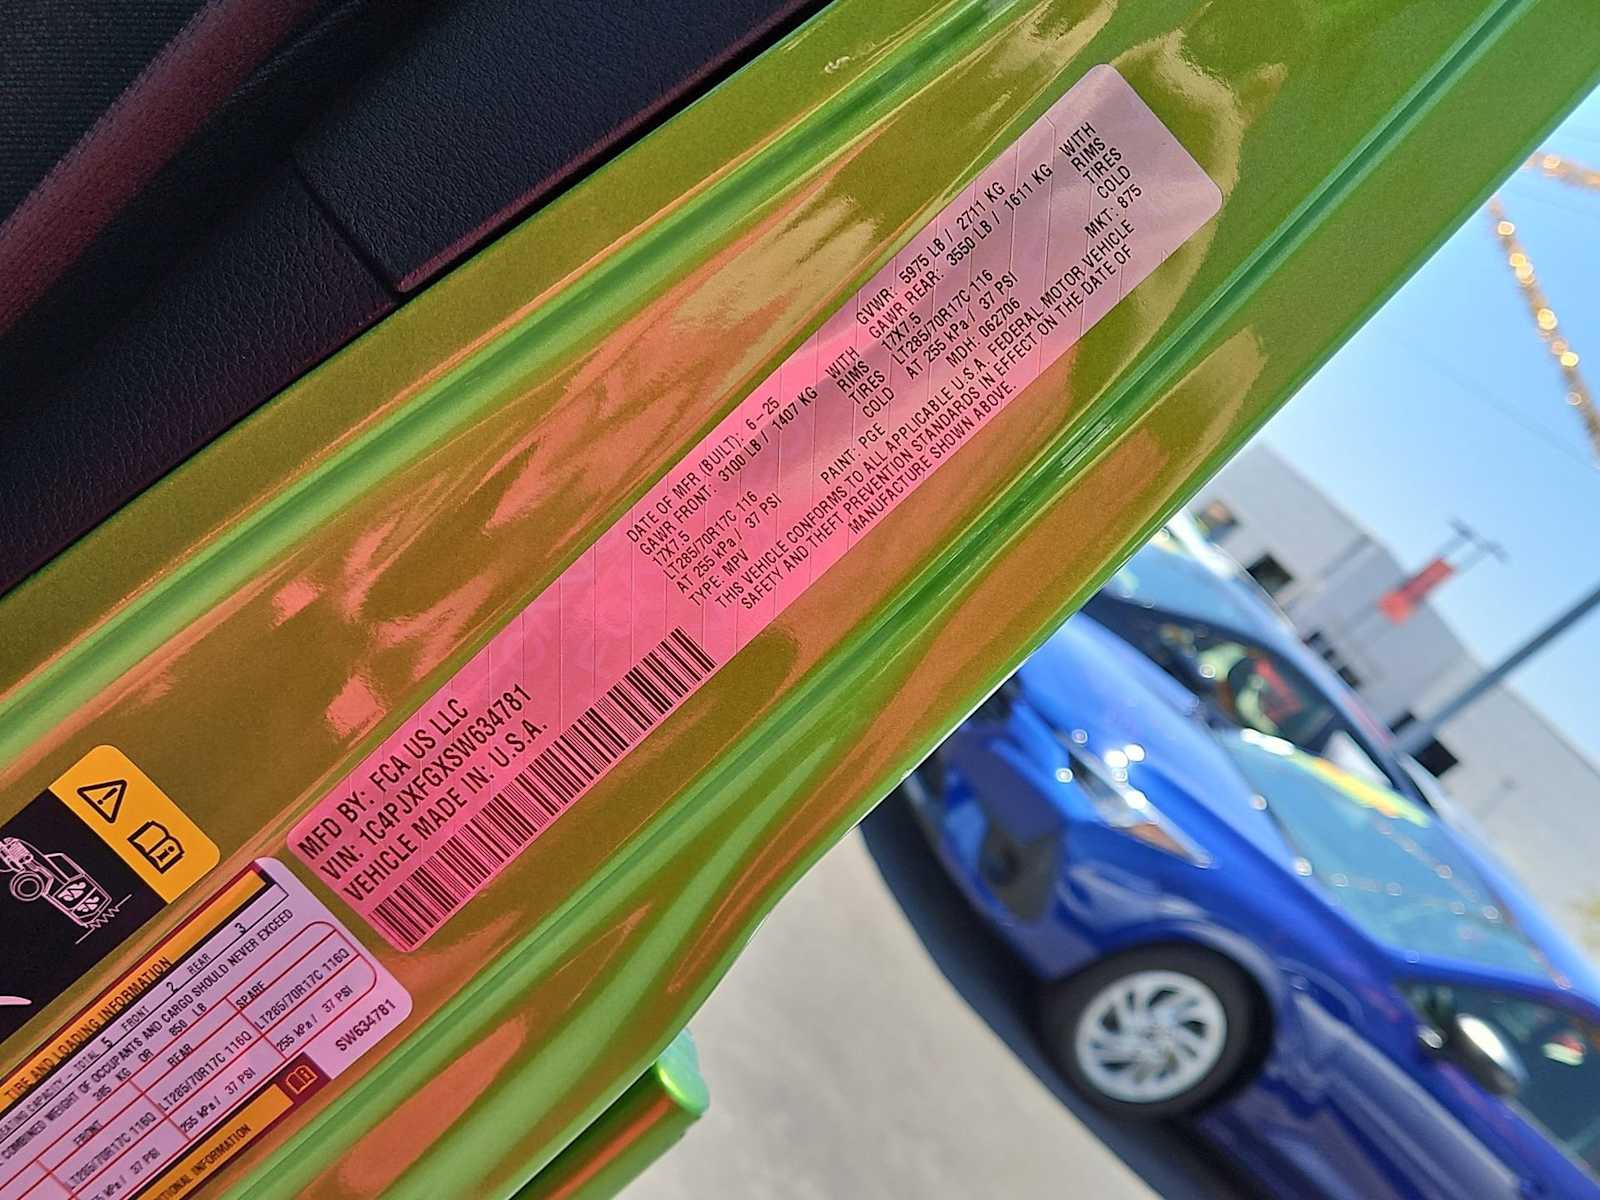 MFD BY: FCA US LLC
VIN: 1C4PJXFGXSW634781
VEHICLE MADE IN: U.S.A.
DATE OF MFR (BUILT): 6-25
GAWR FRONT: 3100 LB / 1407 KG WITH
17X7.5 RIMS
LT285/70R17C 116 TIRES
AT 255 kPa / 37 PSI COLD
TYPE: MPV PAINT: PGE
GVWR: 5975 LB / 2711 KG
GAWR REAR: 3550 LB / 1611 KG WITH
17X7.5 RIMS
LT285/70R17C 116 TIRES
AT 255 kPa / 37 PSI COLD
MDH: 062706 MKT: 875
THIS VEHICLE CONFORMS TO ALL APPLICABLE U.S.A. FEDERAL MOTOR VEHICLE
SAFETY AND THEFT PREVENTION STANDARDS IN EFFECT ON THE DATE OF
MANUFACTURE SHOWN ABOVE.
TIRE AND LOADING INFORMATION
CAPACITY - TOTAL 5 FRONT 2 REAR 3
COMBINED WEIGHT OF OCCUPANTS AND CARGO SHOULD NEVER EXCEED
385 KG OR 850 LB
FRONT REAR SPARE
LT285/70R17C 116Q LT285/70R17C 116Q LT285/70R17C 116Q
kPa / 37 PSI 255 kPa / 37 PSI 255 kPa / 37 PSI
INFORMATION
SW634781